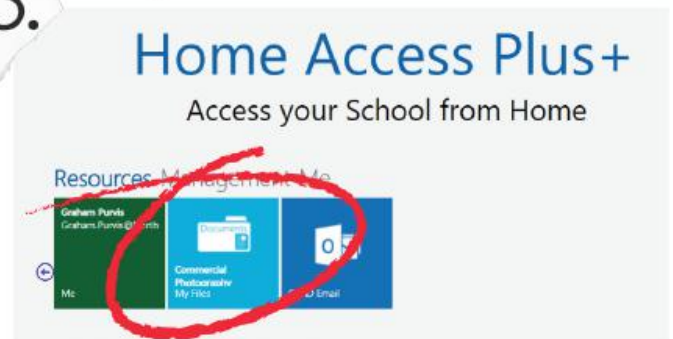 Home Access Plus+
Access your School from Home
Resources Management Me
Graham Purvis
Documents
Commercial
Photography
Me
My Files
Email